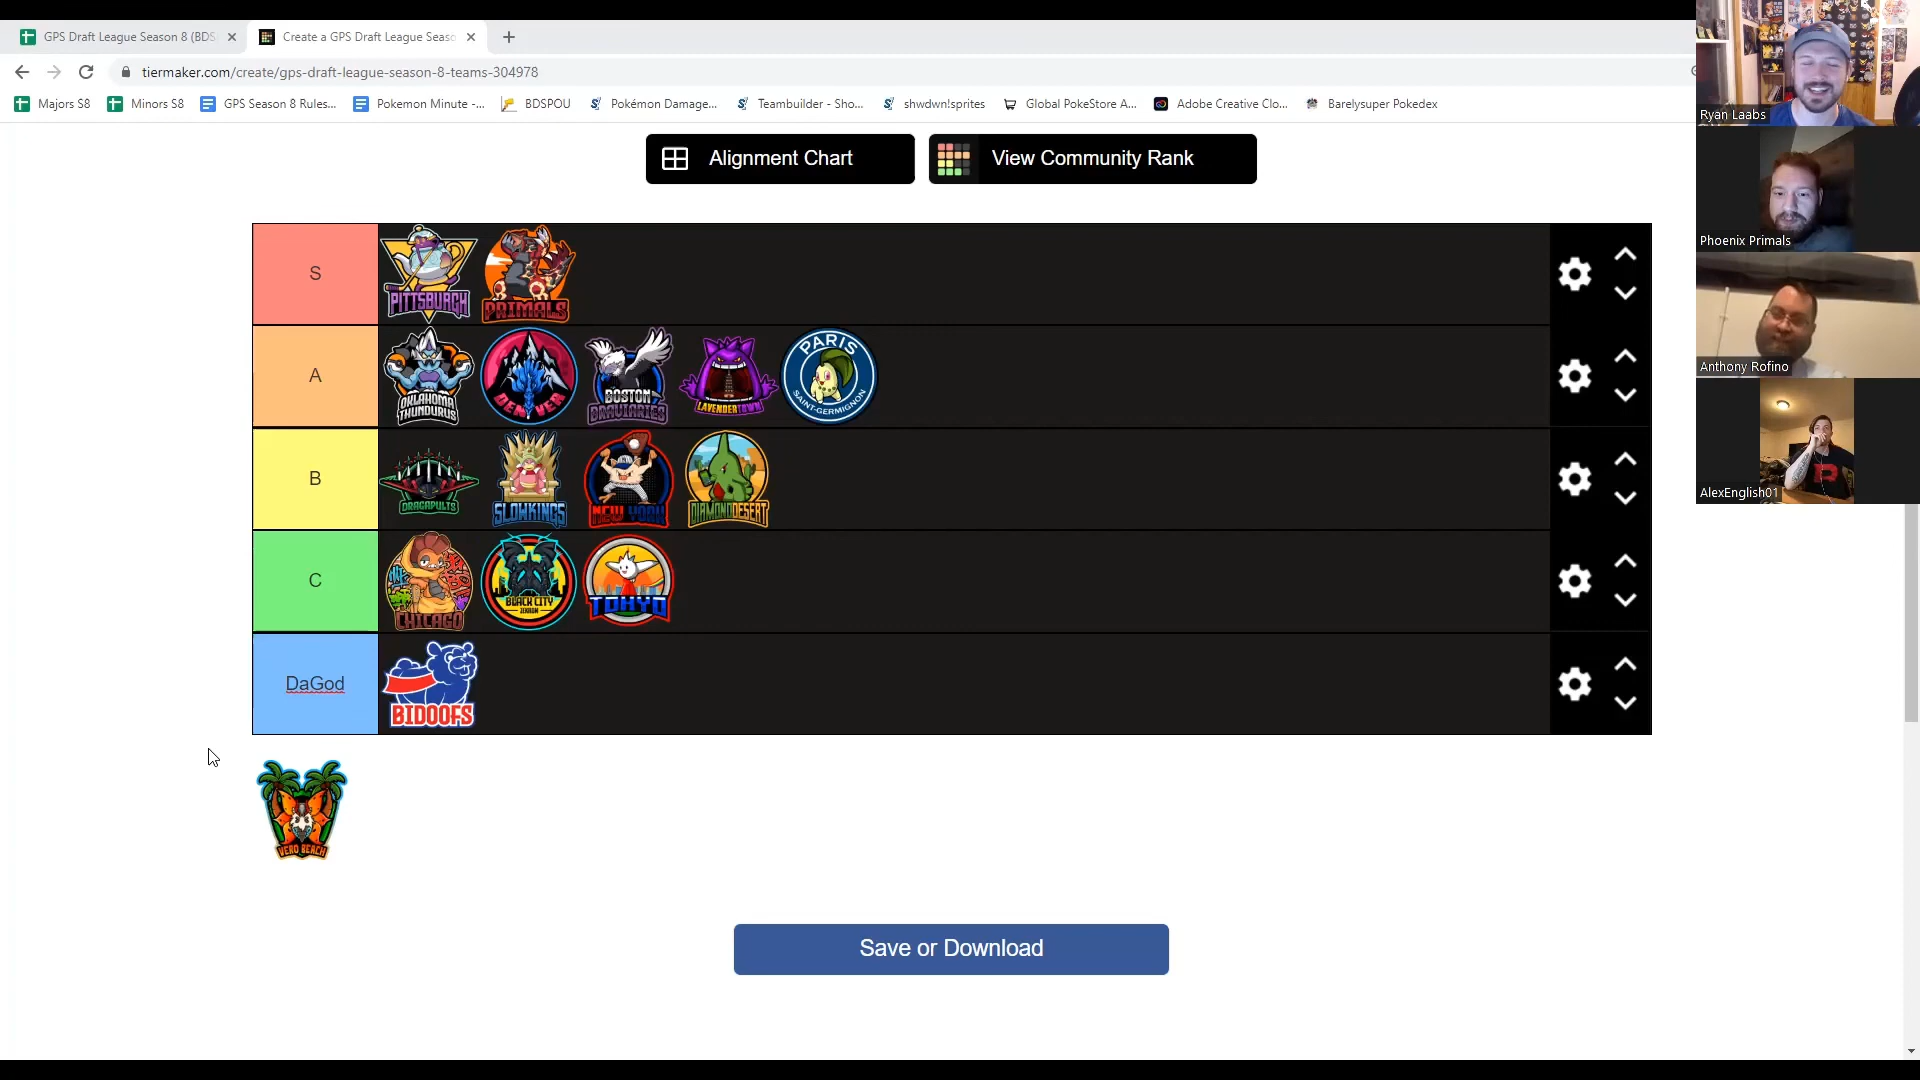 GPS Draft League Season 8 (BDS
Create a GPS Draft League Seaso
tiermaker.com/create/gps-draft-league-season-8-teams-304978
Majors S8
Minors S8
GPS Season 8 Rules...
Pokemon Minute -...
BDSPOU
Pokémon Damage...
Teambuilder - Sho...
shwdwn!sprites
Global PokeStore A...
Adobe Creative Clo...
Barelysuper Pokedex
Ryan Laabs
Phoenix Primals
Anthony Rofino
AlexEnglish01
Alignment Chart
View Community Rank
S
PITTSBURGH
PRIMALS
A
OKLAHOMA
THUNDURUS
DENVER
BOSTON
BRAVIARIES
LAVENDER TOWN
PARIS
SAINT-GERMIGNON
B
DRAGAPULTS
SLOWKINGS
NEW YORK
DIAMOND DESERT
C
CHICAGO
BLACK CITY
ZEKROM
TOKYO
DaGod
BIDOOFS
VERO BEACH
Save or Download